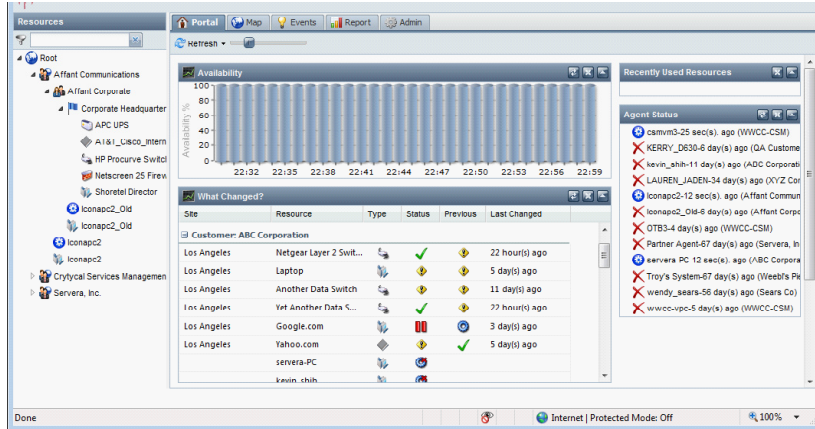 Resources
Portal Map Events Report Admin
Refresh
Root
Affant Communications
Affant Corporate
Corporate Headquarter
APC UPS
AT&T_Cisco_Intern
HP Procurve Switcl
Netscreen 25 Firew
Shoretel Director
Iconapc2_Old
Iconapc2_Old
Iconapc2
Iconapc2
Crytycal Services Managemen
Servera, Inc.
Availability
Availability %
100
80
60
40
20
0
22:32 22:35 22:38 22:41 22:44 22:47 22:50 22:53 22:56 22:59
What Changed?
Site Resource Type Status Previous Last Changed
Customer: ABC Corporation
Los Angeles Netgear Layer 2 Swit... 22 hour(s) ago
Los Angeles Laptop 5 day(s) ago
Los Angeles Another Data Switch 11 day(s) ago
Los Angeles Yet Another Data S... 22 hour(s) ago
Los Angeles Google.com 3 day(s) ago
Los Angeles Yahoo.com 5 day(s) ago
servera-PC
kevin_shih
Recently Used Resources
Agent Status
csmvm3-25 sec(s). ago (WWCC-CSM)
KERRY_D630-6 day(s) ago (QA Custome
kevin_shih-11 day(s) ago (ABC Corporati
LAUREN_JADEN-34 day(s) ago (XYZ Cor
Iconapc2-12 sec(s). ago (Affant Commun
Iconapc2_Old-6 day(s) ago (Affant Corpo
OTB3-4 day(s) ago (WWCC-CSM)
Partner Agent-67 day(s) ago (Servera, In
servera PC 12 sec(s). ago (ABC Corpora
Troy's System-67 day(s) ago (Weebl's Pie
wendy_sears-56 day(s) ago (Sears Co)
wwcc-vpc-5 day(s) ago (WWCC-CSM)
Done
Internet | Protected Mode: Off
100%